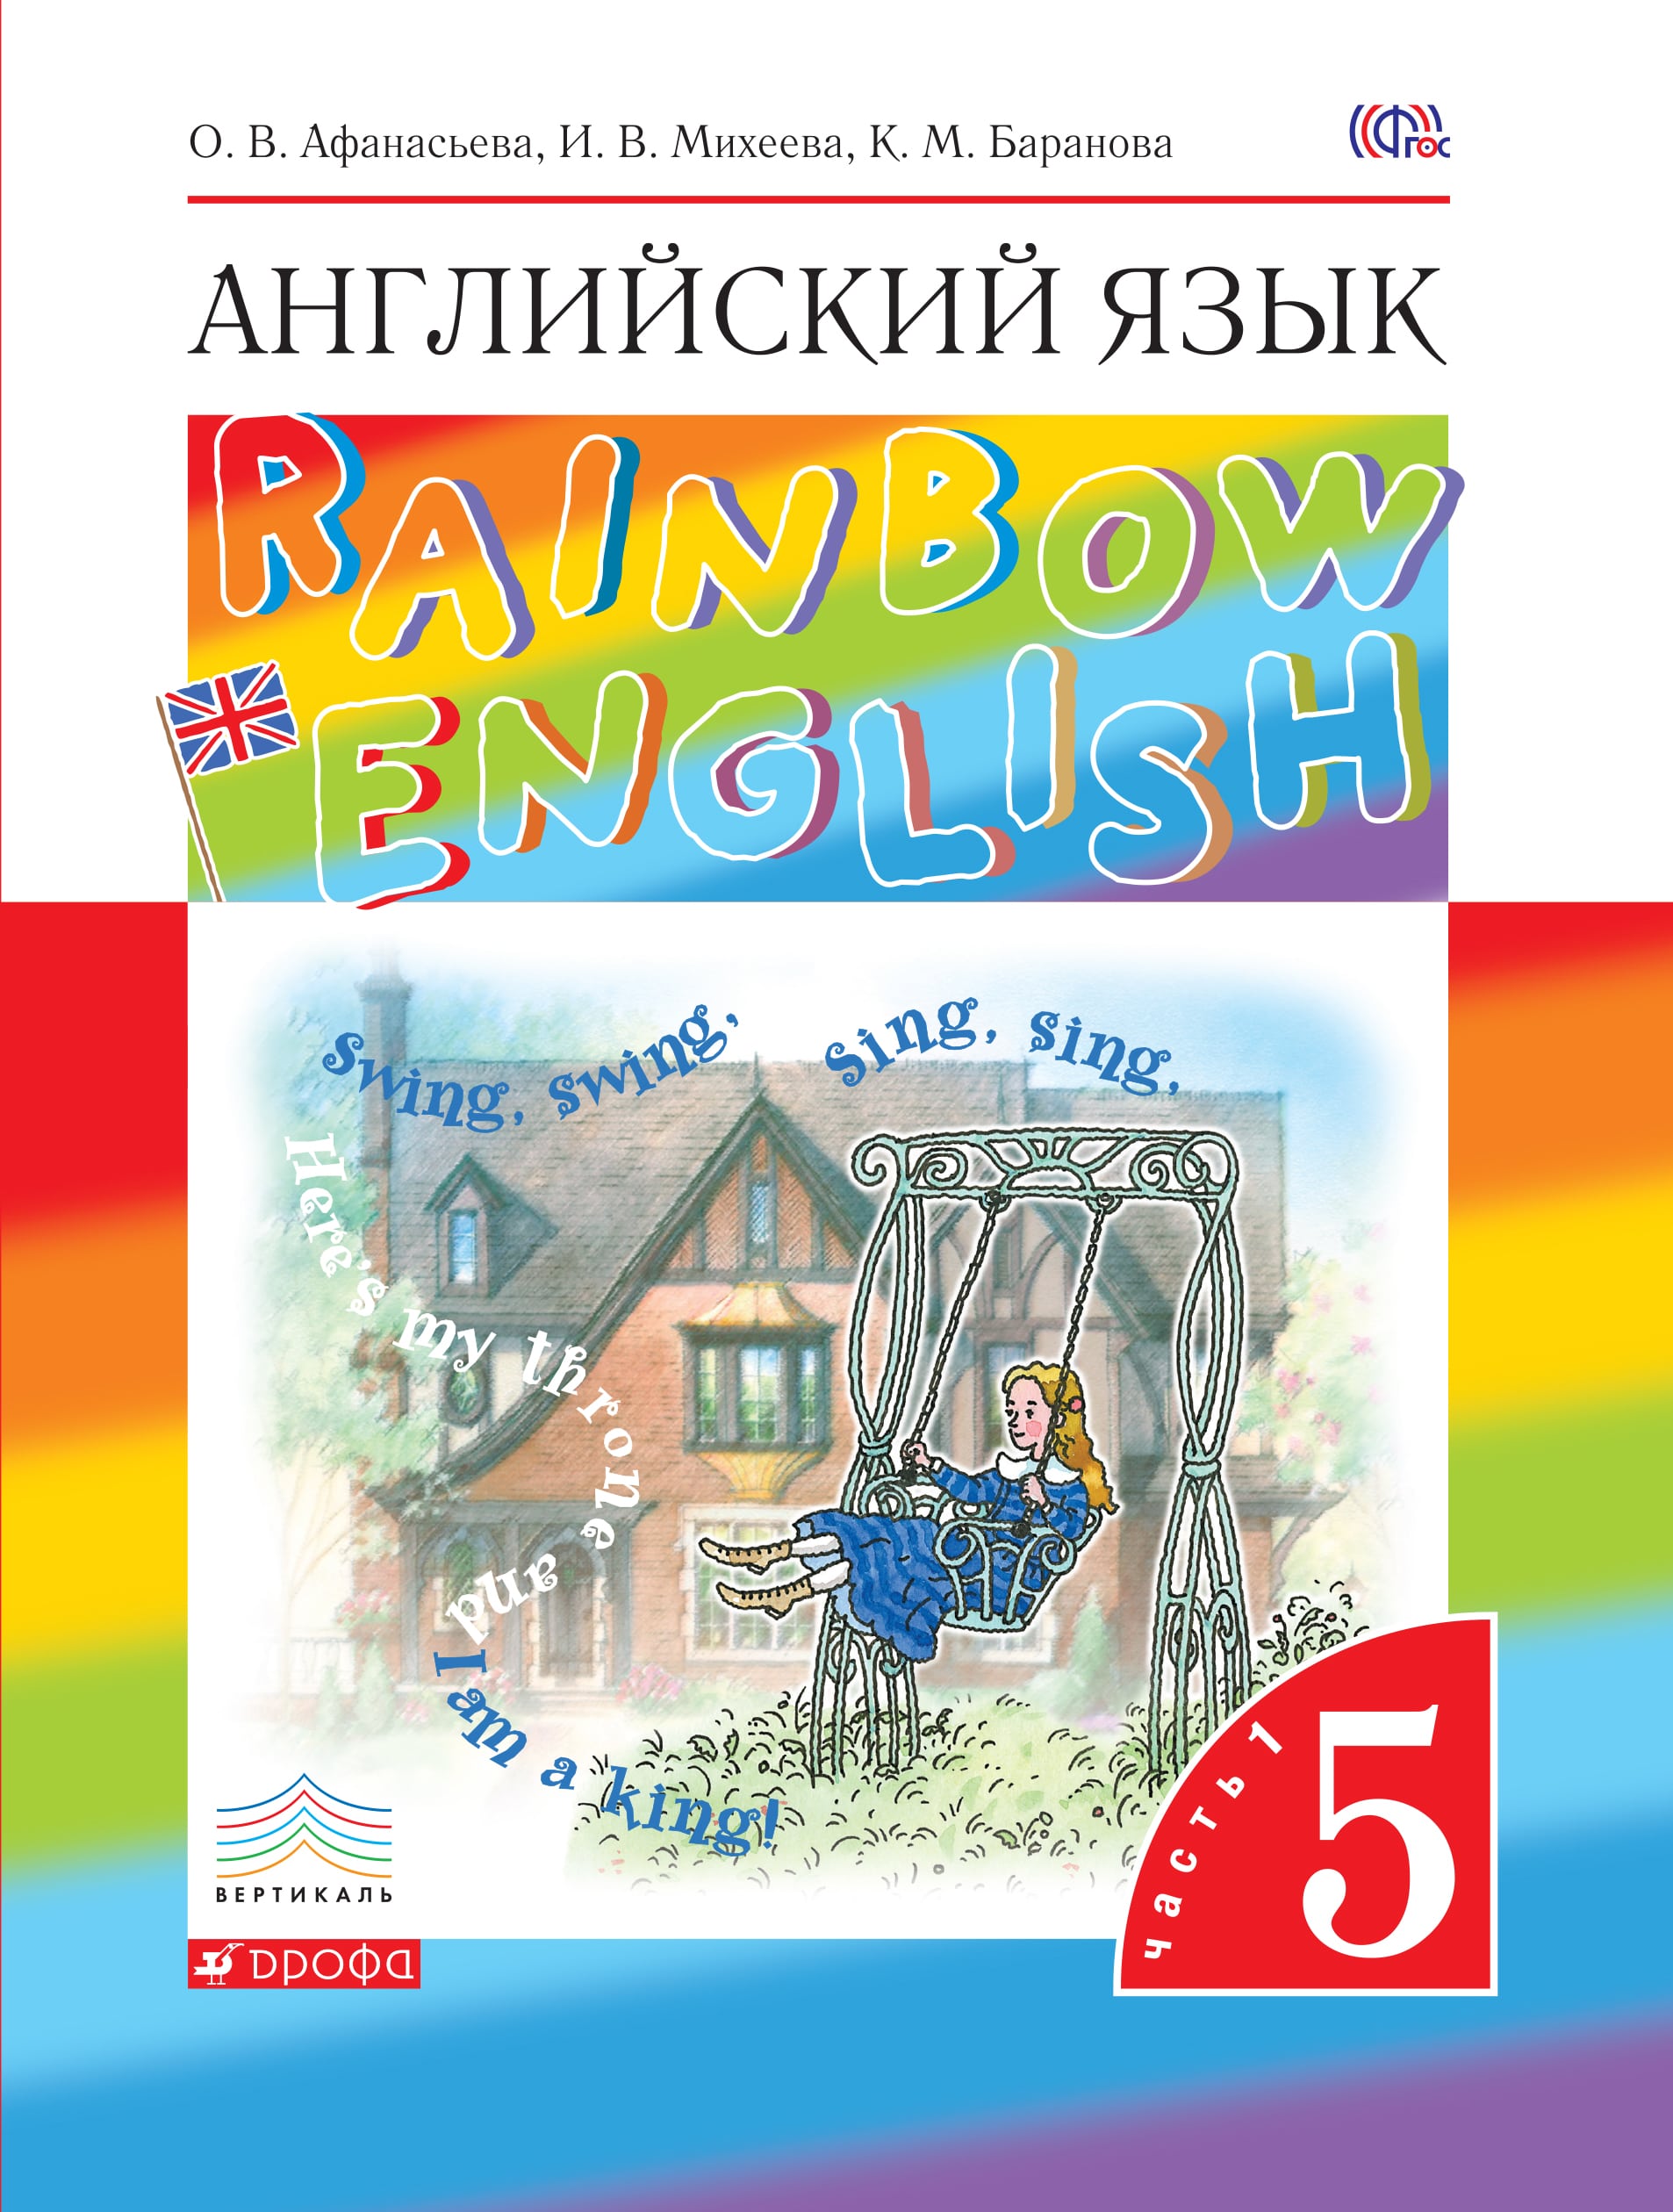 О. В. Афанасьева, И. В. Михеева, К. М. Баранова
ФГОС
АНГЛИЙСКИЙ ЯЗЫК
RAINBOW
ENGLISH
swing, swing,
sing, sing,
Here's my throne
and
I am a king!
часть 1
5
ВЕРТИКАЛЬ
ДРОФА